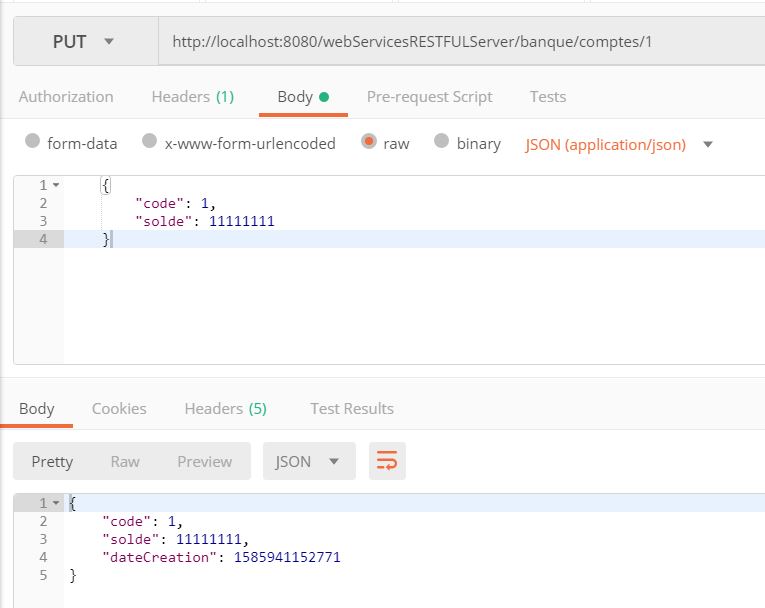 PUT http://localhost:8080/webServicesRESTFULServer/banque/comptes/1
Authorization Headers (1) Body Pre-request Script Tests
form-data x-www-form-urlencoded raw binary JSON (application/json)
1 {
2 "code": 1,
3 "solde": 11111111
4 }
Body Cookies Headers (5) Test Results
Pretty Raw Preview JSON
1 {
2 "code": 1,
3 "solde": 11111111,
4 "dateCreation": 1585941152771
5 }